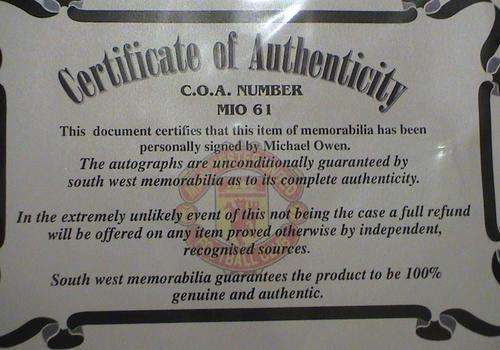 Certificate of Authenticity
C.O.A. NUMBER
MIO 61
This document certifies that this item of memorabilia has been
personally signed by Michael Owen.
The autographs are unconditionally guaranteed by
south west memorabilia as to its complete authenticity.
In the extremely unlikely event of this not being the case a full refund
will be offered on any item proved otherwise by independent,
recognised sources.
South west memorabilia guarantees the product to be 100%
genuine and authentic.